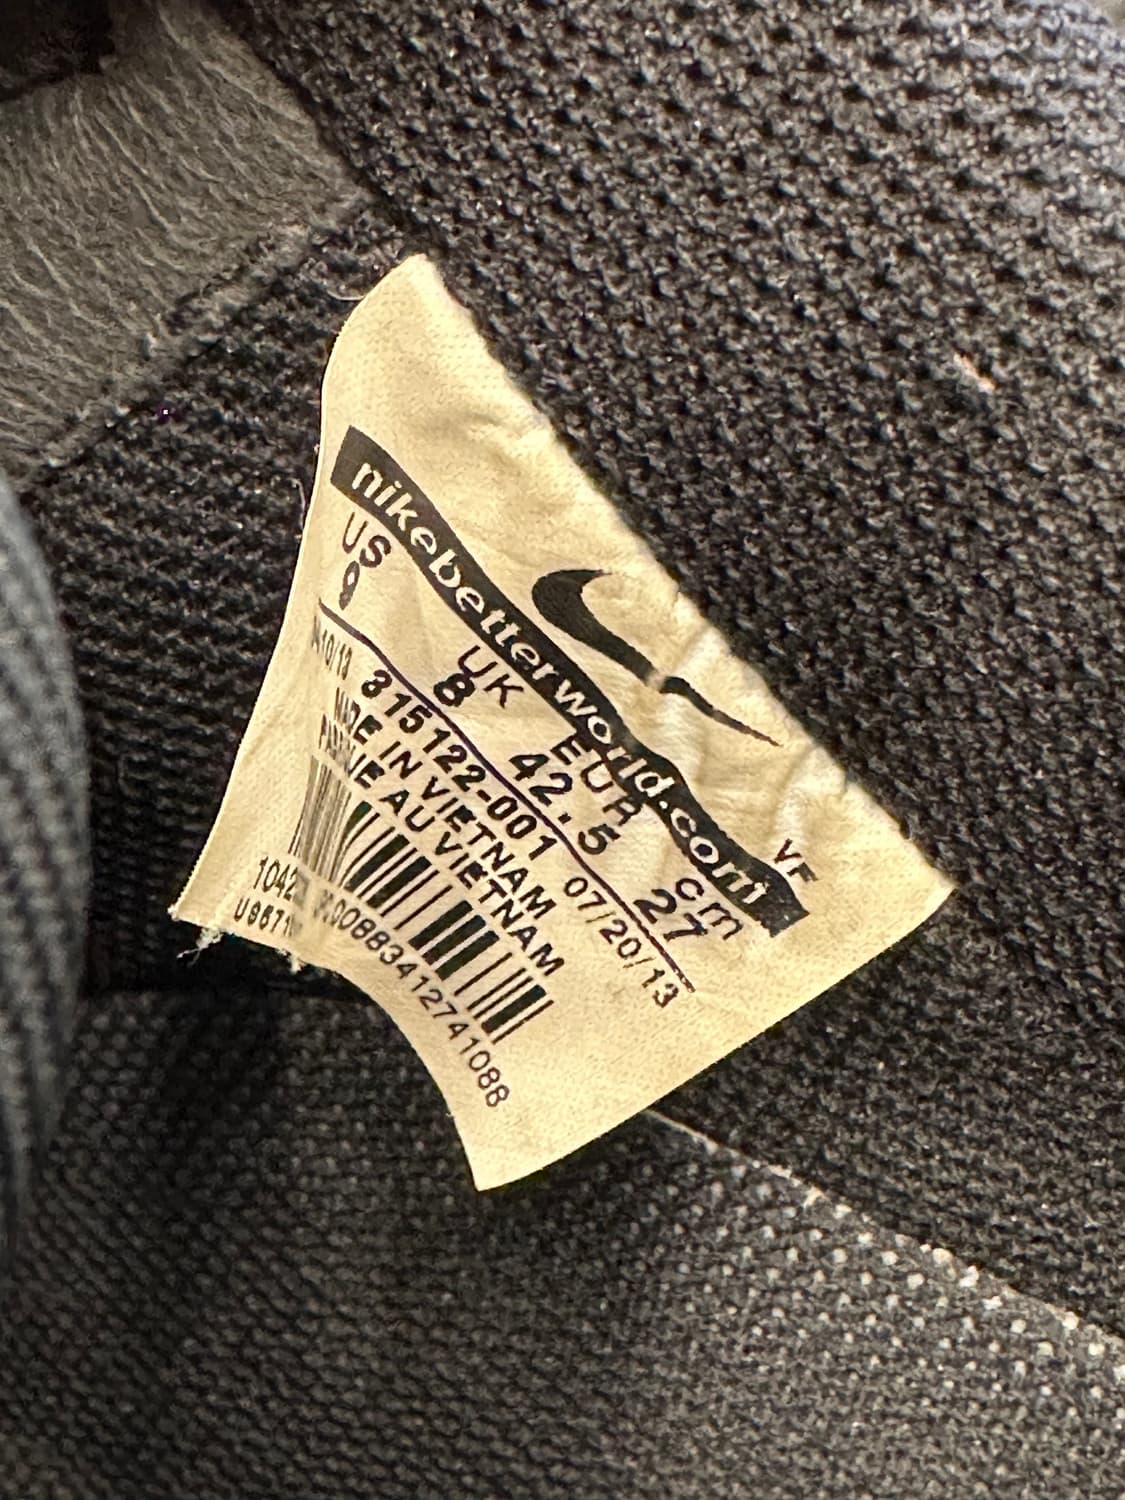 VF
nikebetterworld.com
US UK EUR cm
9 8 42.5 27
315122-001 07/20/13
MADE IN VIETNAM
AU VIETNAM
00883412741088